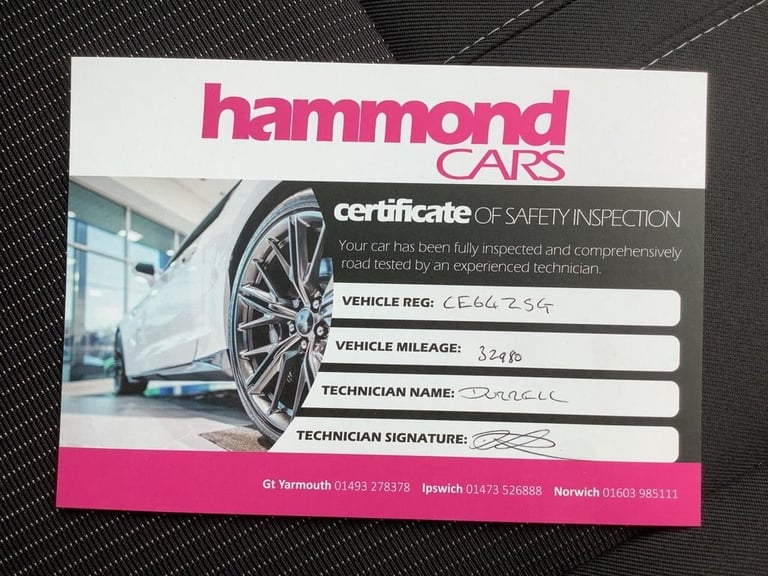 hammond
CARS
certificate OF SAFETY INSPECTION
Your car has been fully inspected and comprehensively
road tested by an experienced technician.
VEHICLE REG: CE64ZSG
VEHICLE MILEAGE: 32980
TECHNICIAN NAME: DURRELL
TECHNICIAN SIGNATURE:
Gt Yarmouth 01493 278378 Ipswich 01473 526888 Norwich 01603 985111